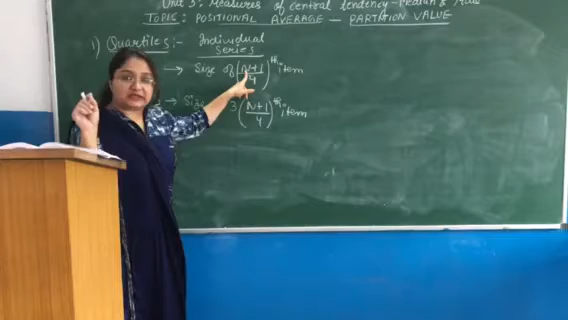 Unit 3: Measures of central tendency - Median &
TOPIC: POSITIONAL AVERAGE — PARTITION VALUE
1) Quartiles:- Individual Series
→ Size of (N+1/4)th item
→ Size 3(N+1/4)th item